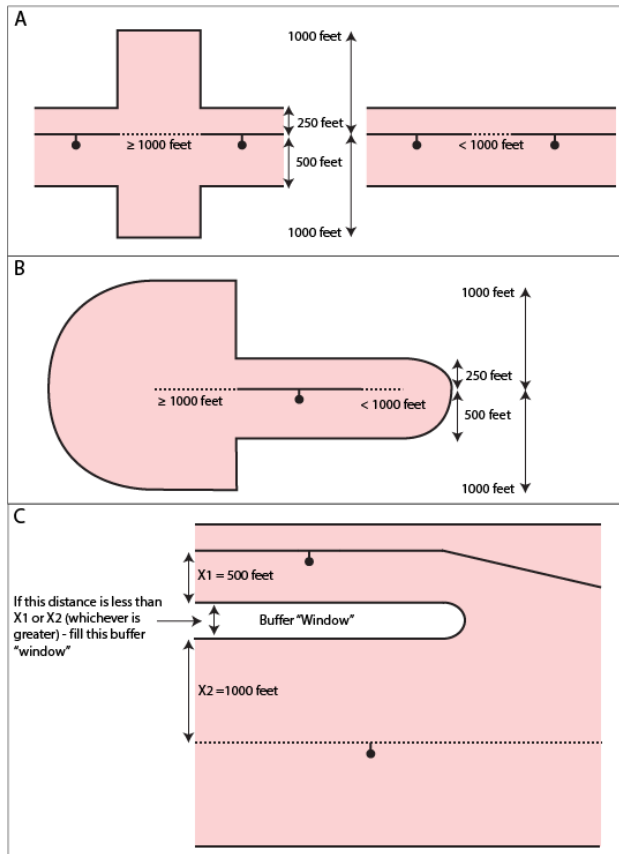 A
1000 feet
250 feet
≥ 1000 feet
500 feet
< 1000 feet
1000 feet
B
1000 feet
250 feet
≥ 1000 feet
< 1000 feet
500 feet
1000 feet
C
X1 = 500 feet
If this distance is less than
X1 or X2 (whichever is
greater) - fill this buffer
"window"
Buffer "Window"
X2 =1000 feet